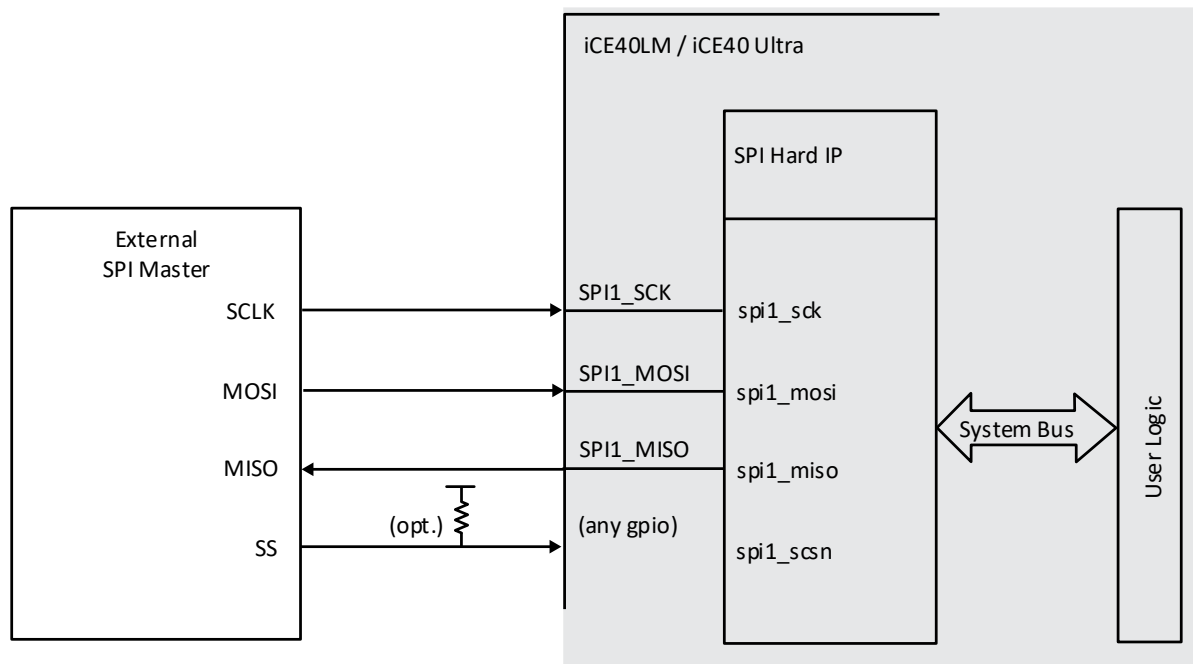 iCE40LM / iCE40 Ultra
SPI Hard IP
External
SPI Master
SCLK
SPI1_SCK
spi1_sck
MOSI
SPI1_MOSI
spi1_mosi
MISO
SPI1_MISO
spi1_miso
System Bus
User Logic
(opt.)
SS
(any gpio)
spi1_scsn